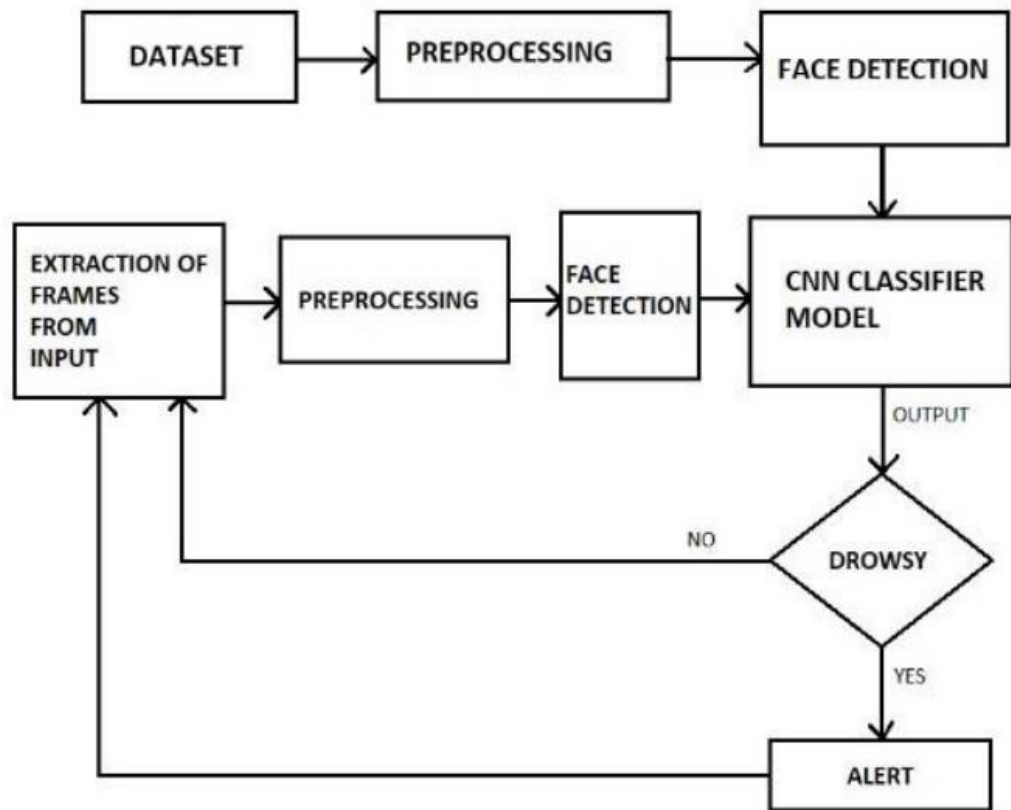 DATASET
PREPROCESSING
FACE DETECTION
EXTRACTION OF
FRAMES
FROM
INPUT
PREPROCESSING
FACE
DETECTION
CNN CLASSIFIER
MODEL
OUTPUT
NO
DROWSY
YES
ALERT